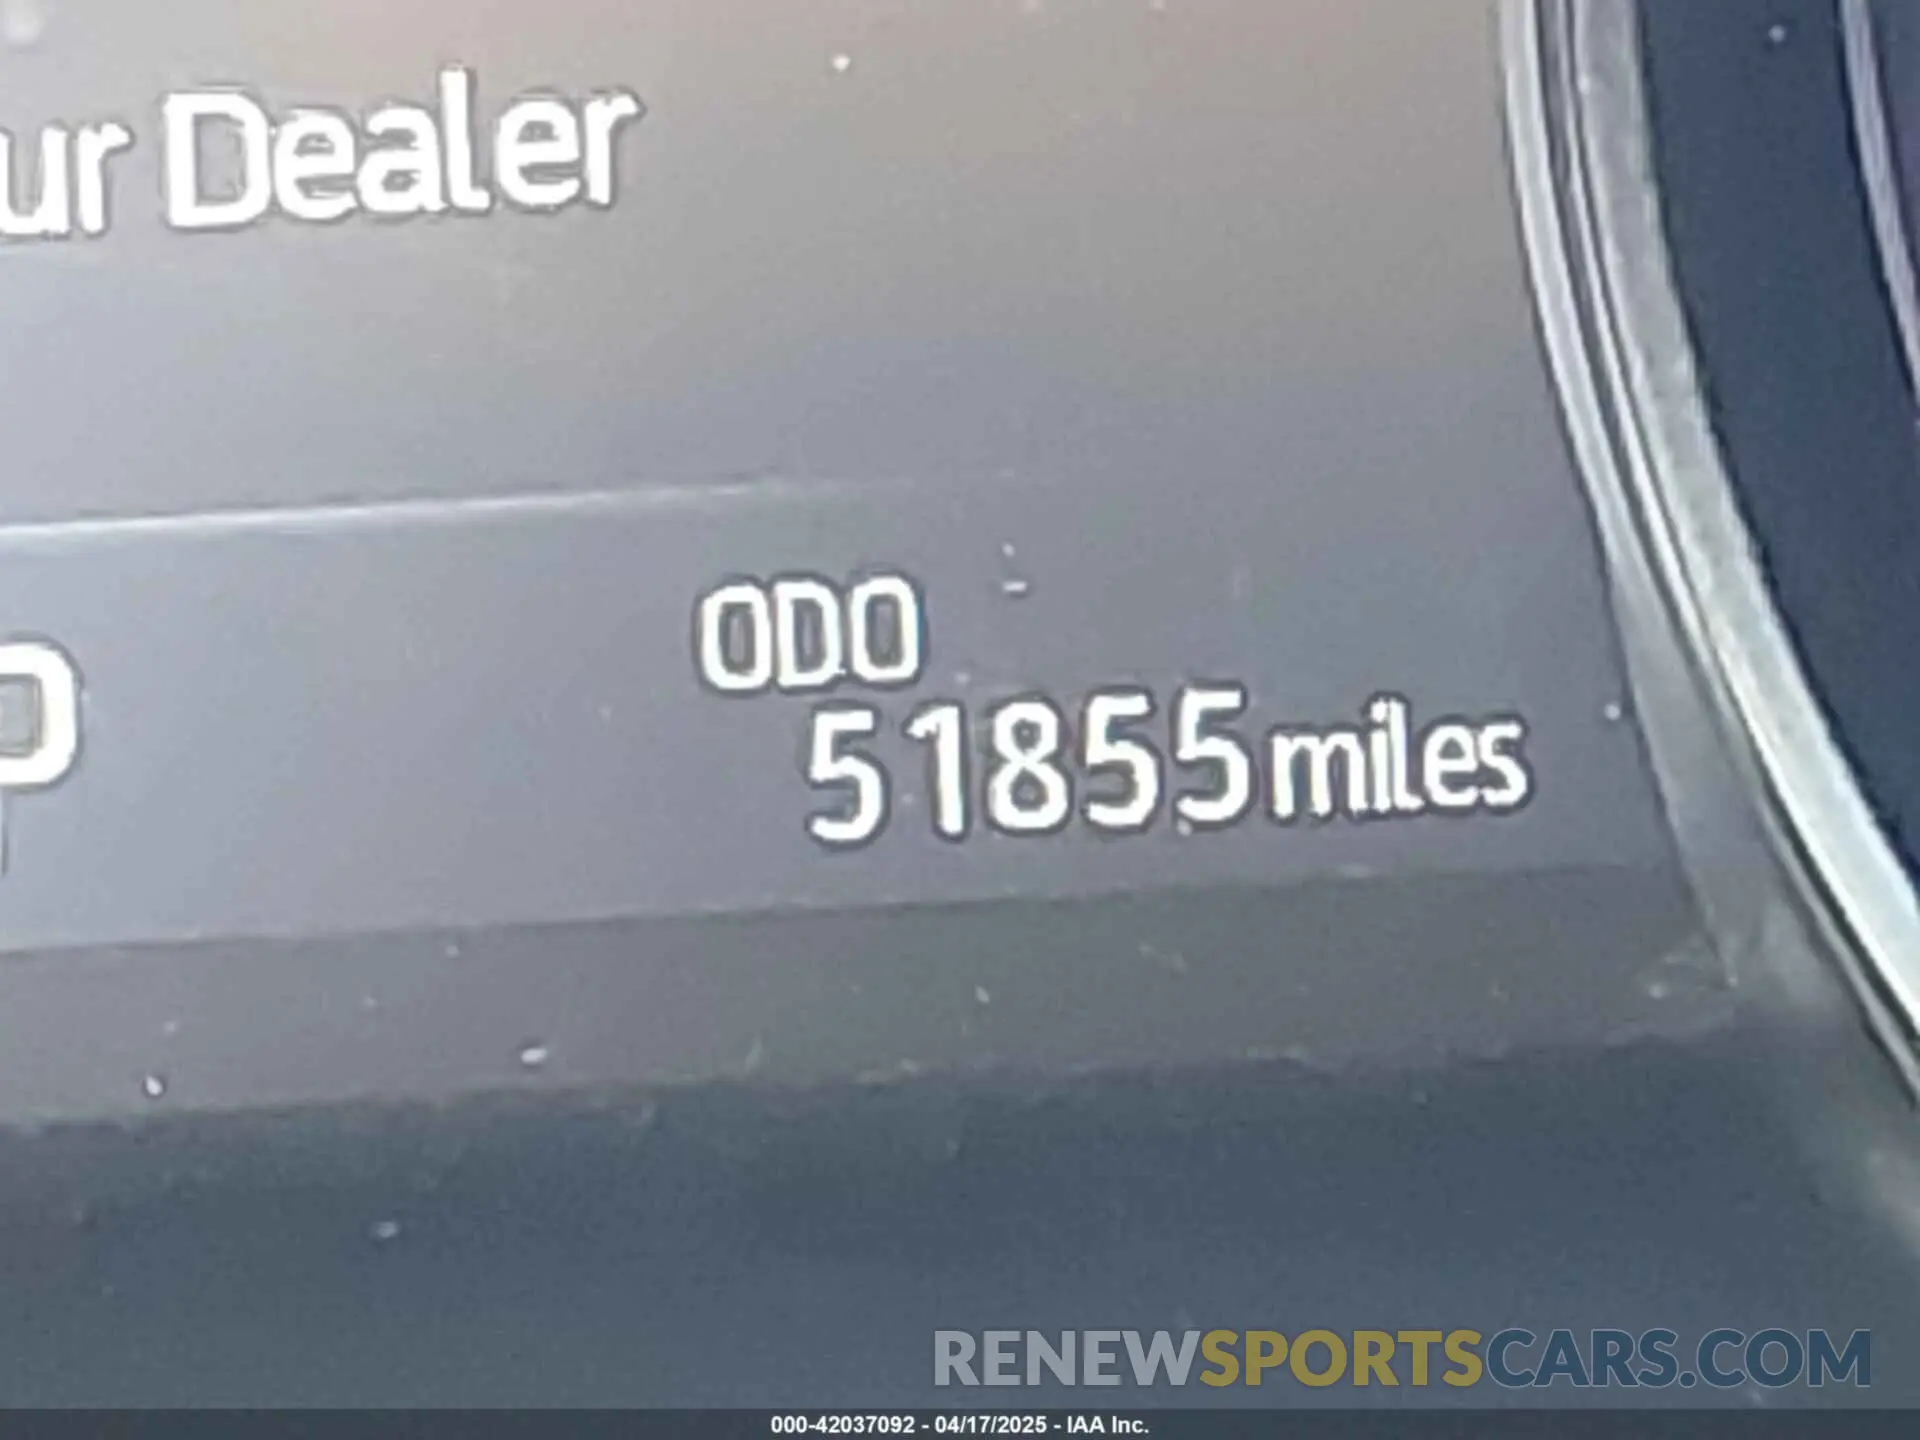 ur Dealer
ODO
P
51855 miles
RENEWSPORTSCARS.COM
000-42037092 - 04/17/2025 - IAA Inc.